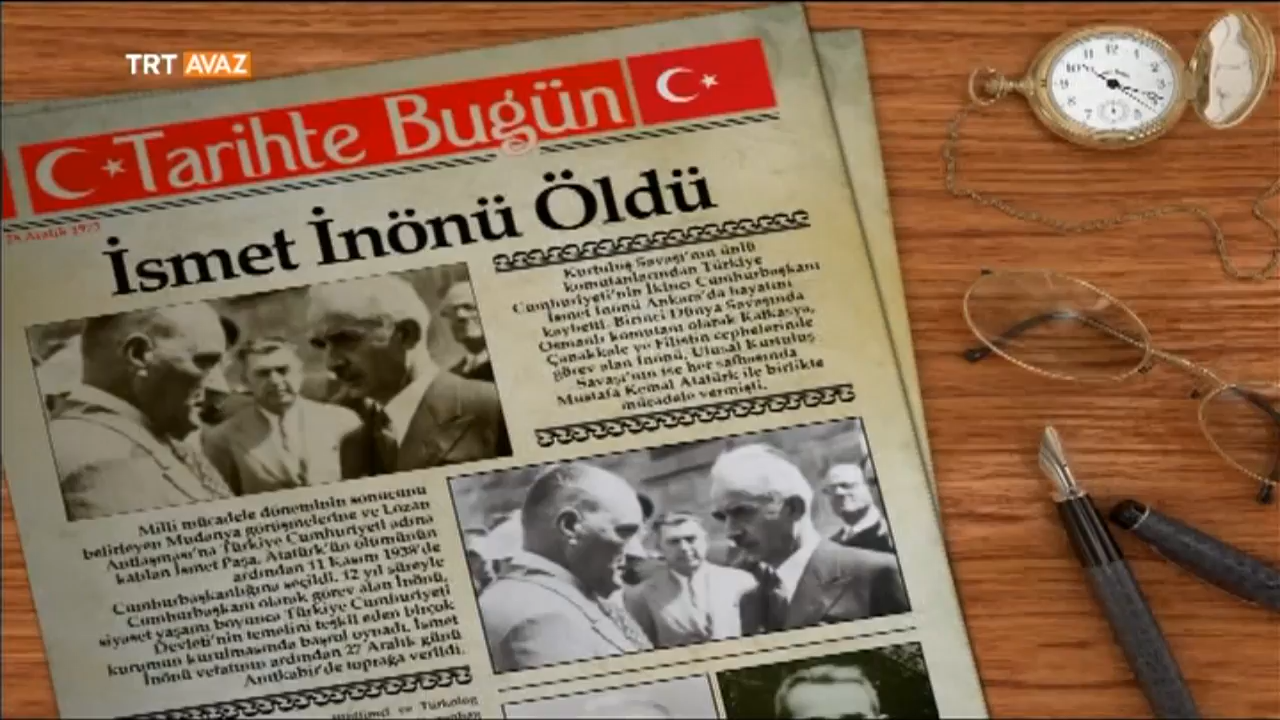 TRT AVAZ
Tarihte Bugün
İsmet İnönü Öldü
Kurtuluş Savaşı'nın ünlü
komutanlarından Türkiye
Cumhuriyeti'nin İkinci Cumhurbaşkanı
İsmet İnönü Ankara'da hayatını
kaybetti. Birinci Dünya Savaşında
Osmanlı komutanı olarak Kafkasya,
Çanakkale ve Filistin cephelerinde
görev alan İnönü, Ulusal Kurtuluş
Savaşı'nın ise her safhasında
Mustafa Kemal Atatürk ile birlikte
mücadele vermişti.
Milli mücadele döneminin sonucunu
belirleyen Mudanya görüşmelerine ve Lozan
Antlaşması'na Türkiye Cumhuriyeti adına
katılan İsmet Paşa, Atatürk'ün ölümünün
ardından 11 Kasım 1938'de
Cumhurbaşkanlığına seçildi. 12 yıl süreyle
Cumhurbaşkanı olarak görev alan İnönü,
siyaset yaşamı boyunca Türkiye Cumhuriyeti
Devleti'nin temelini teşkil eden birçok
kurumun kurulmasında başrol oynadı. İsmet
İnönü vefatının ardından 27 Aralık günü
Anıtkabir'de toprağa verildi.
ve Türkolog